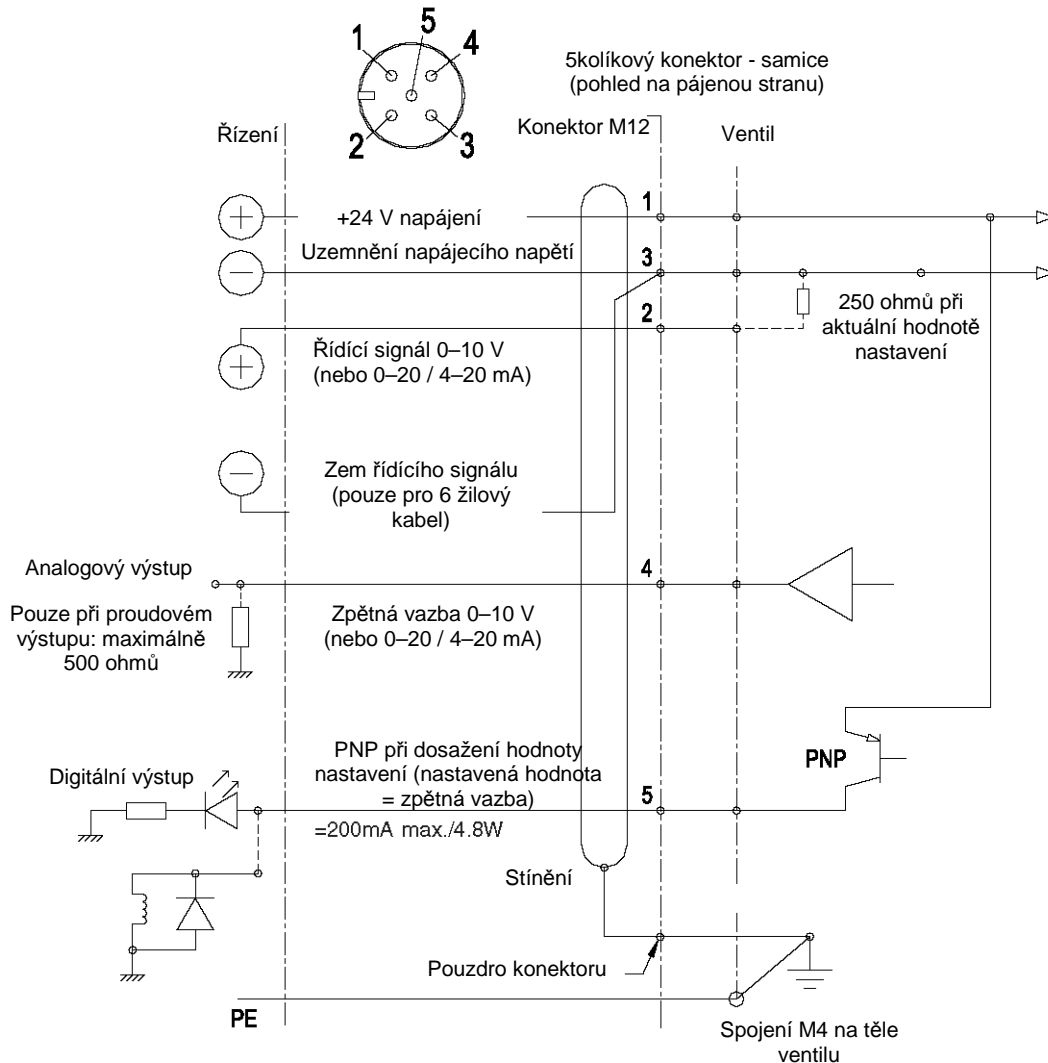 5
1
4
2
3
5kolíkový konektor - samice
(pohled na pájenou stranu)
Řízení
Konektor M12
Ventil
+24 V napájení
1
Uzemnění napájecího napětí
3
2
250 ohmů při
aktuální hodnotě
nastavení
Řídící signál 0–10 V
(nebo 0–20 / 4–20 mA)
Zem řídícího signálu
(pouze pro 6 žilový
kabel)
Analogový výstup
4
Pouze při proudovém
výstupu: maximálně
500 ohmů
Zpětná vazba 0–10 V
(nebo 0–20 / 4–20 mA)
PNP při dosažení hodnoty
nastavení (nastavená hodnota
= zpětná vazba)
PNP
Digitální výstup
5
=200mA max./4.8W
Stínění
Pouzdro konektoru
PE
Spojení M4 na těle
ventilu